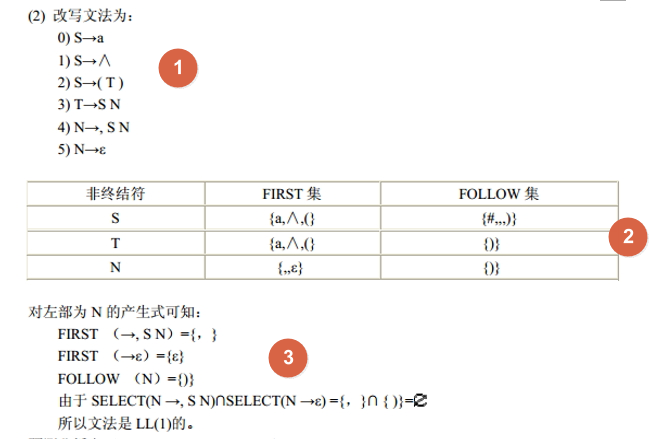 (2) 改写文法为:
0) S→a
1) S→∧
2) S→( T )
3) T→S N
4) N→, S N
5) N→ε
1
非终结符 FIRST 集 FOLLOW 集
S {a,∧,(} {#,,,)}
T {a,∧,(} {)}
N {,,ε} {)}
2
对左部为 N 的产生式可知:
FIRST （→, S N）={，}
FIRST （→ε）={ε}
FOLLOW （N）={)}
3
由于 SELECT(N →, S N)∩SELECT(N →ε) ={，}∩ { )}=∅
所以文法是 LL(1)的。